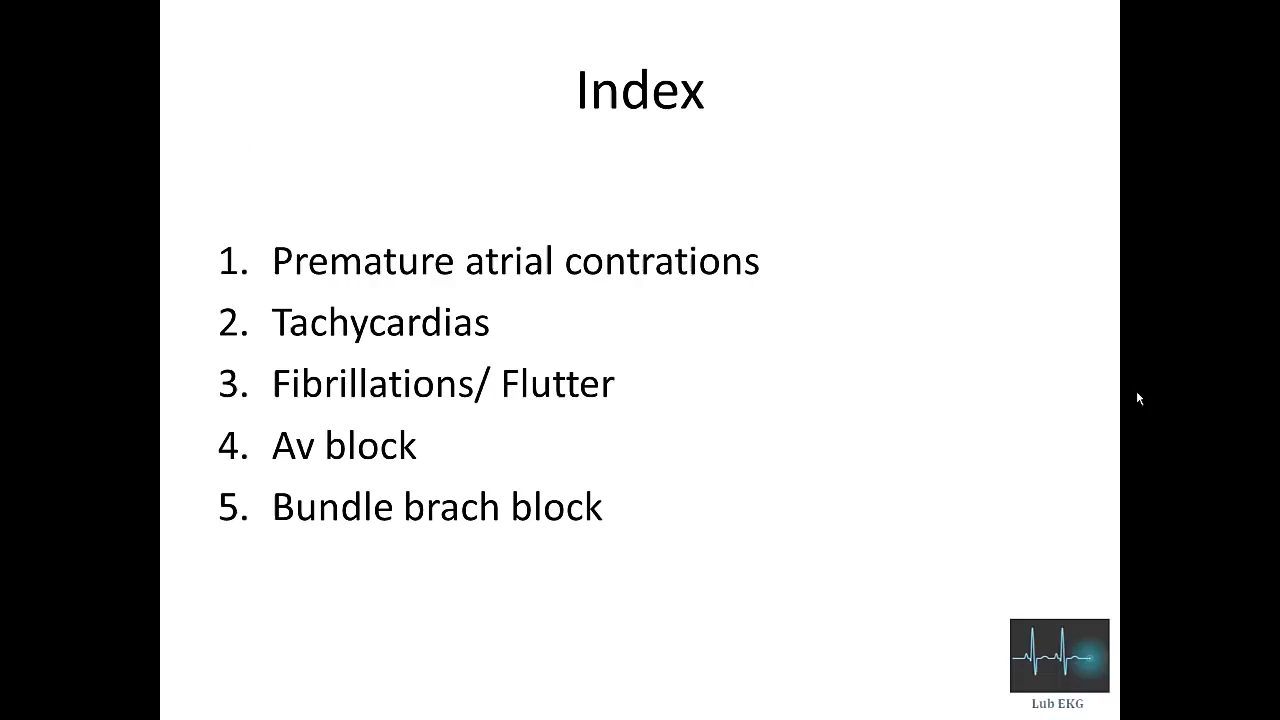 Index
1. Premature atrial contrations
2. Tachycardias
3. Fibrillations/ Flutter
4. Av block
5. Bundle brach block
Lub EKG